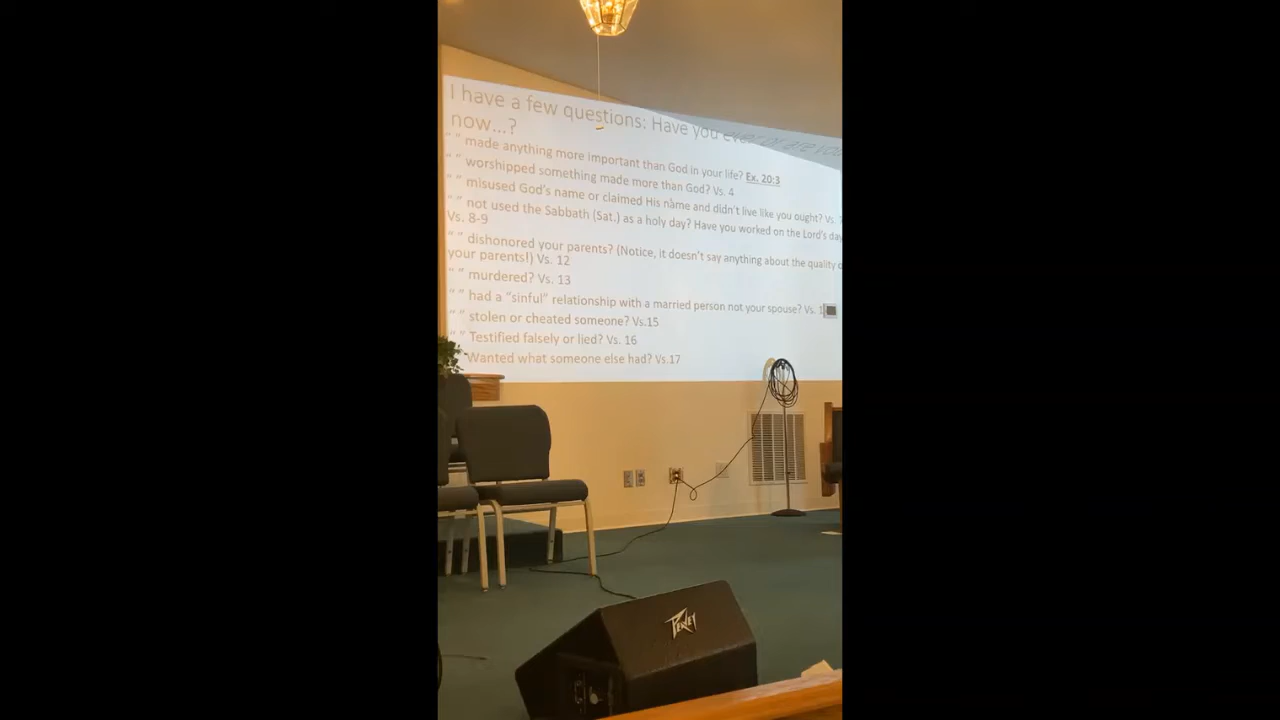 I have a few questions: Have you ever or are you
now...?
“ ” made anything more important than God in your life? Ex. 20:3
“ ” worshipped something made more than God? Vs. 4
“ ” misused God's name or claimed His name and didn't live like you ought? Vs.
“ ” not used the Sabbath (Sat.) as a holy day? Have you worked on the Lord's day
Vs. 8-9
“ ” dishonored your parents? (Notice, it doesn't say anything about the quality
your parents!) Vs. 12
“ ” murdered? Vs. 13
“ ” had a “sinful” relationship with a married person not your spouse? Vs.
“ ” stolen or cheated someone? Vs.15
“ ” Testified falsely or lied? Vs. 16
Wanted what someone else had? Vs.17
PEAVEY